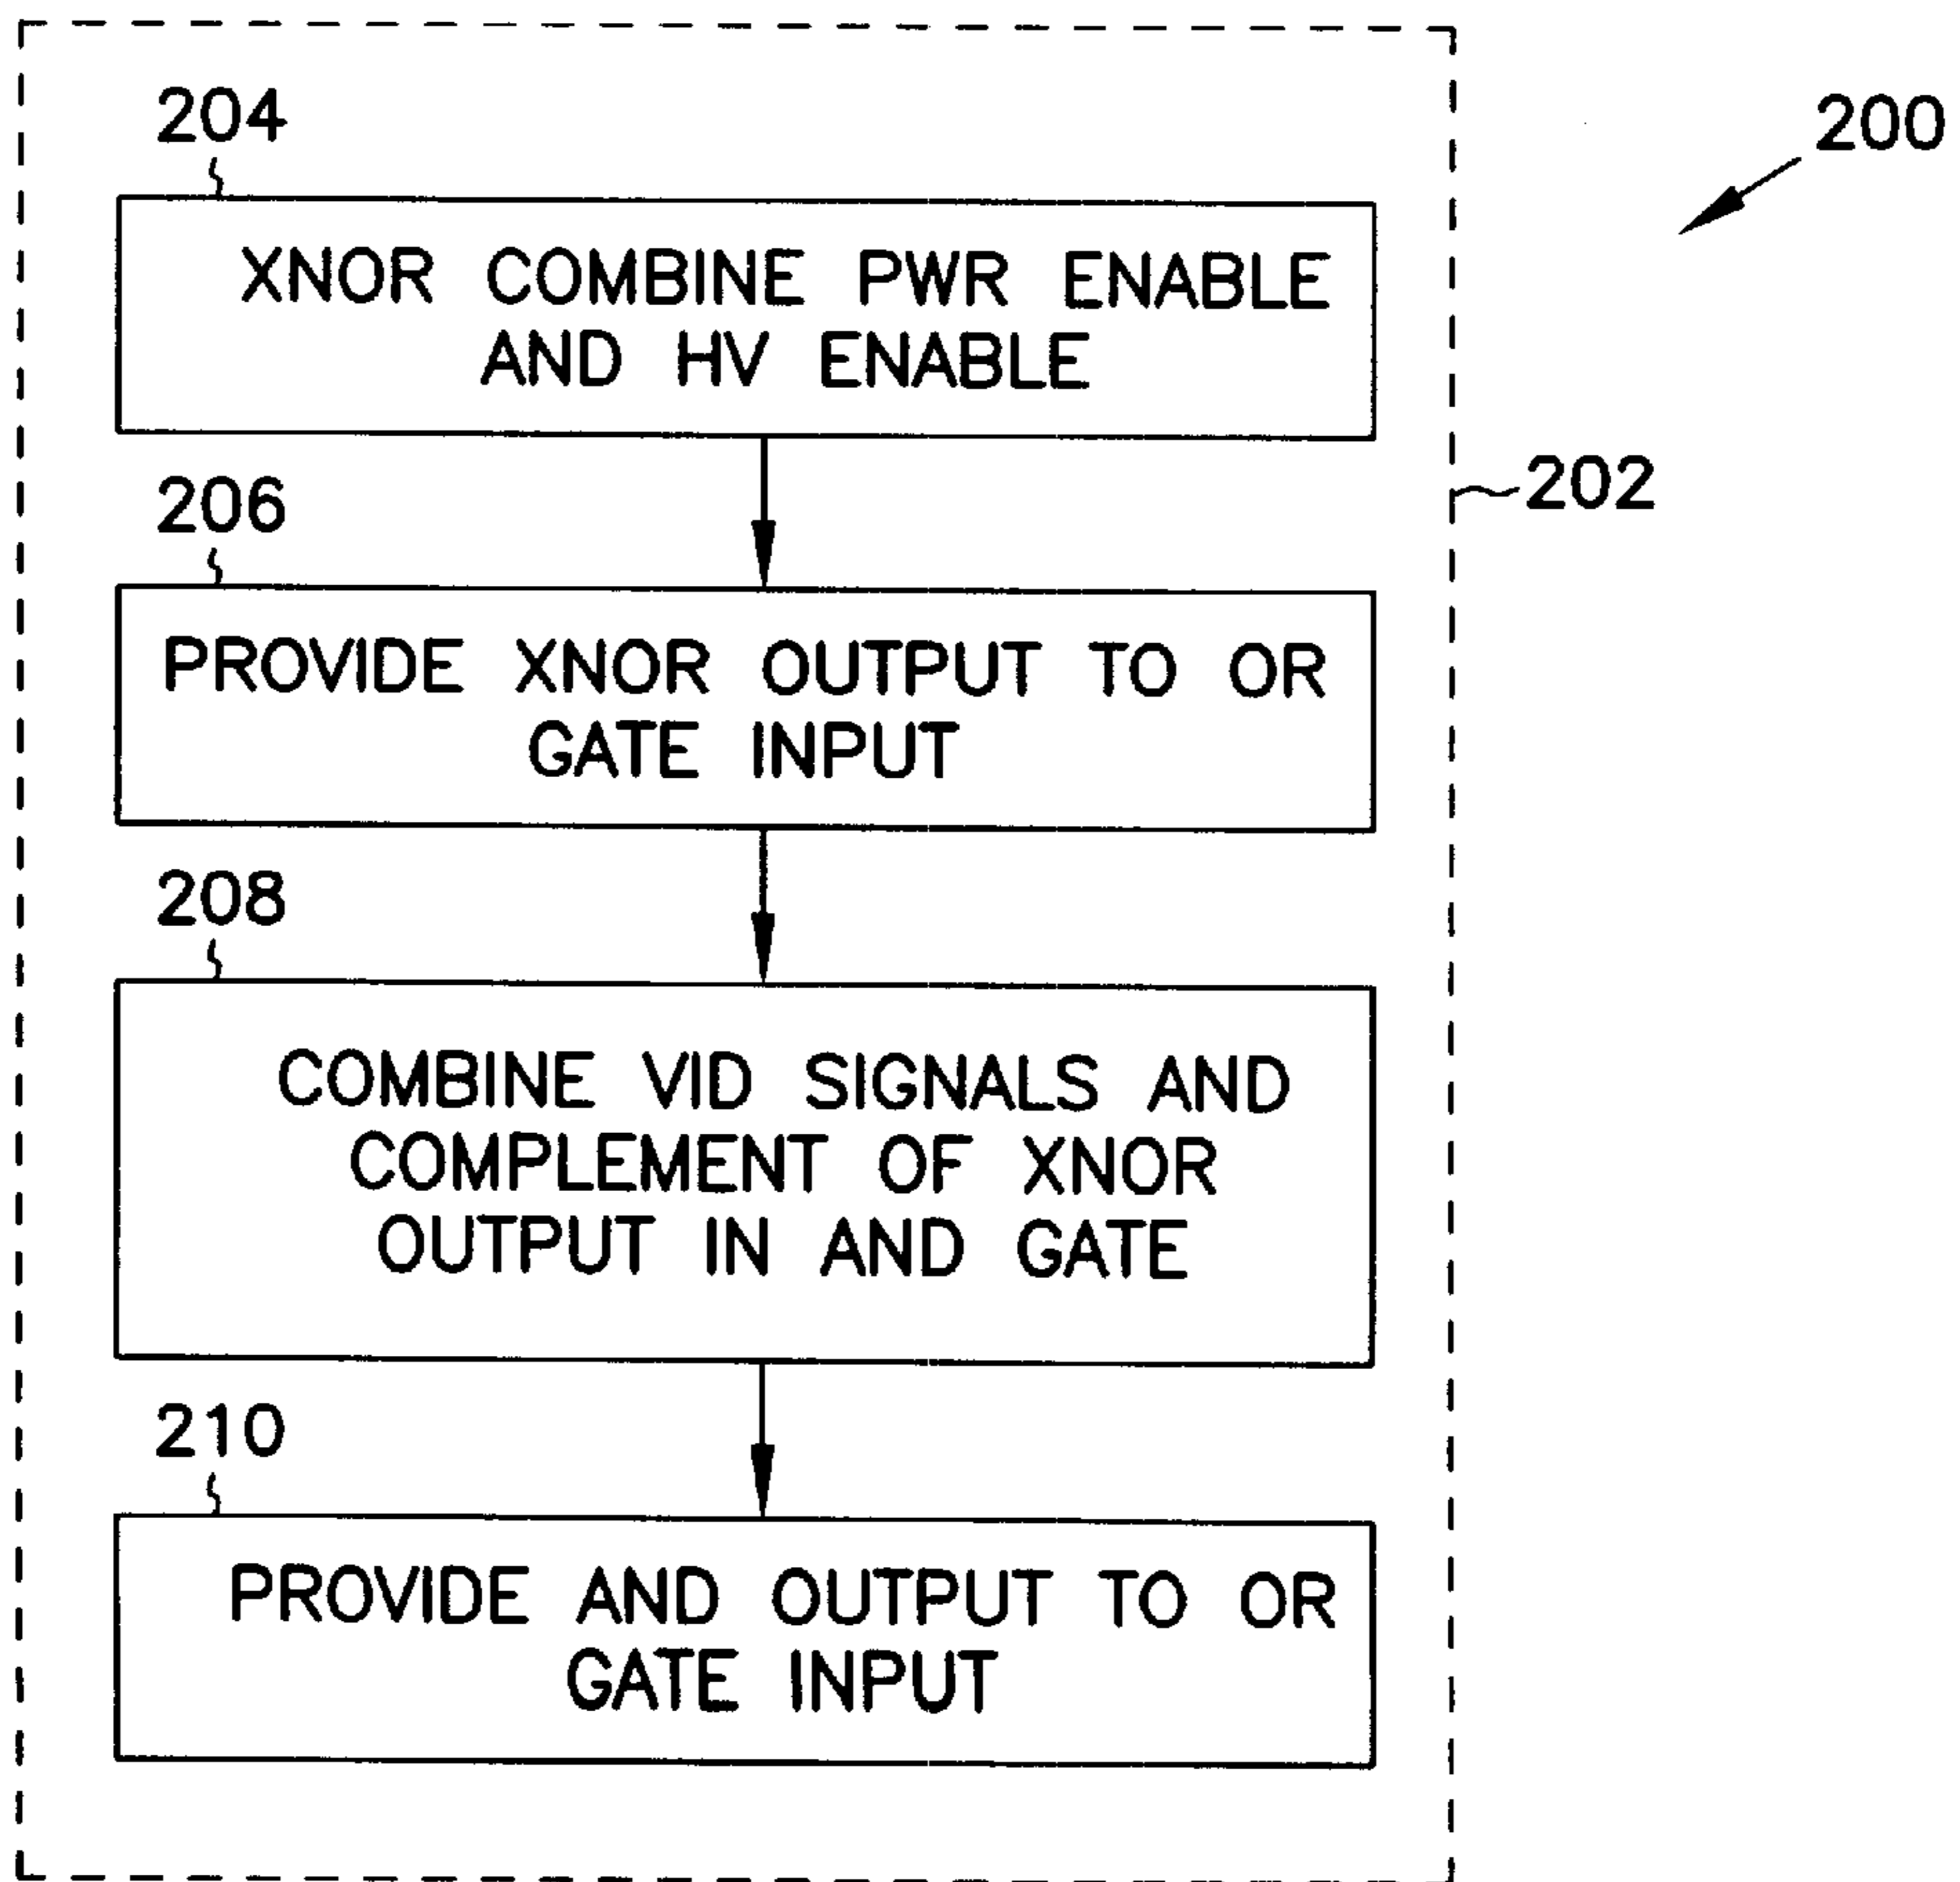 204
200
XNOR COMBINE PWR ENABLE
AND HV ENABLE
202
206
PROVIDE XNOR OUTPUT TO OR
GATE INPUT
208
COMBINE VID SIGNALS AND
COMPLEMENT OF XNOR
OUTPUT IN AND GATE
210
PROVIDE AND OUTPUT TO OR
GATE INPUT